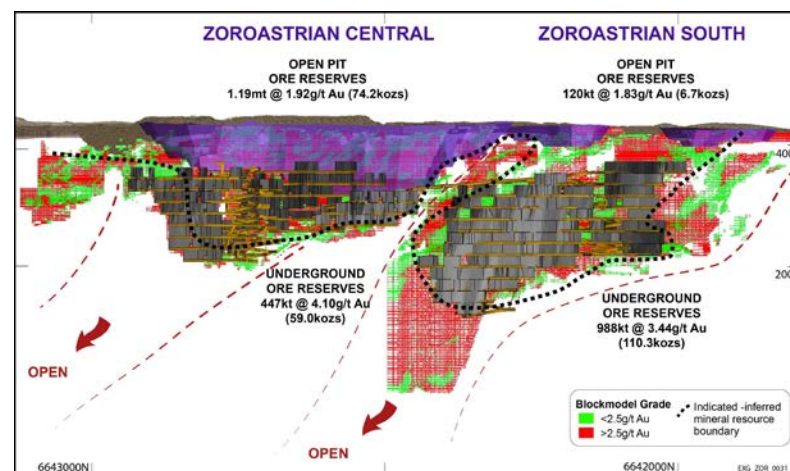 ZOROASTRIAN CENTRAL
ZOROASTRIAN SOUTH
OPEN PIT
ORE RESERVES
1.19mt @ 1.92g/t Au (74.2kozs)
OPEN PIT
ORE RESERVES
120kt @ 1.83g/t Au (6.7kozs)
400
200
UNDERGROUND
ORE RESERVES
447kt @ 4.10g/t Au
(59.0kozs)
UNDERGROUND
ORE RESERVES
988kt @ 3.44g/t Au
(110.3kozs)
OPEN
OPEN
Blockmodel Grade
<2.5g/t Au
>2.5g/t Au
Indicated -inferred
mineral resource
boundary
6643000N
6642000N
EXG_ZOR_0031